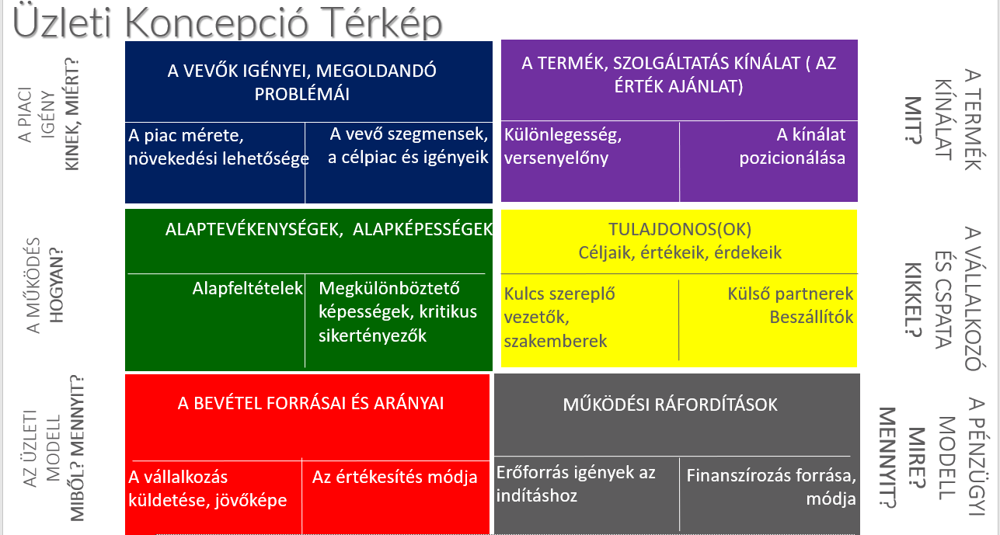 Üzleti Koncepció Térkép
A PIACI
IGÉNY
KINEK, MIÉRT?
A VEVŐK IGÉNYEI, MEGOLDANDÓ
PROBLÉMÁI
A piac mérete,
növekedési lehetősége
A vevő szegmensek,
a célpiac és igényeik
A TERMÉK, SZOLGÁLTATÁS KÍNÁLAT ( AZ
ÉRTÉK AJÁNLAT)
Különlegesség,
versenyelőny
A kínálat
pozicionálása
A TERMÉK
KÍNÁLAT
MIT?
A MŰKÖDÉS
HOGYAN?
ALAPTEVÉKENYSÉGEK, ALAPKÉPESSÉGEK
Alapfeltételek
Megkülönböztető
képességek, kritikus
sikertényezők
TULAJDONOS(OK)
Céljaik, értékeik, érdekeik
Kulcs szereplő
vezetők,
szakemberek
Külső partnerek
Beszállítók
A VÁLLALKOZÓ
ÉS CSPATA
KIKKEL?
AZ ÜZLETI
MODELL
MIBŐL? MENNYIT?
A BEVÉTEL FORRÁSAI ÉS ARÁNYAI
A vállalkozás
küldetése, jövőképe
Az értékesítés módja
MŰKÖDÉSI RÁFORDÍTÁSOK
Erőforrás igények az
indításhoz
Finanszírozás forrása,
módja
A PÉNZÜGYI
MODELL
MIRE?
MENNYIT?